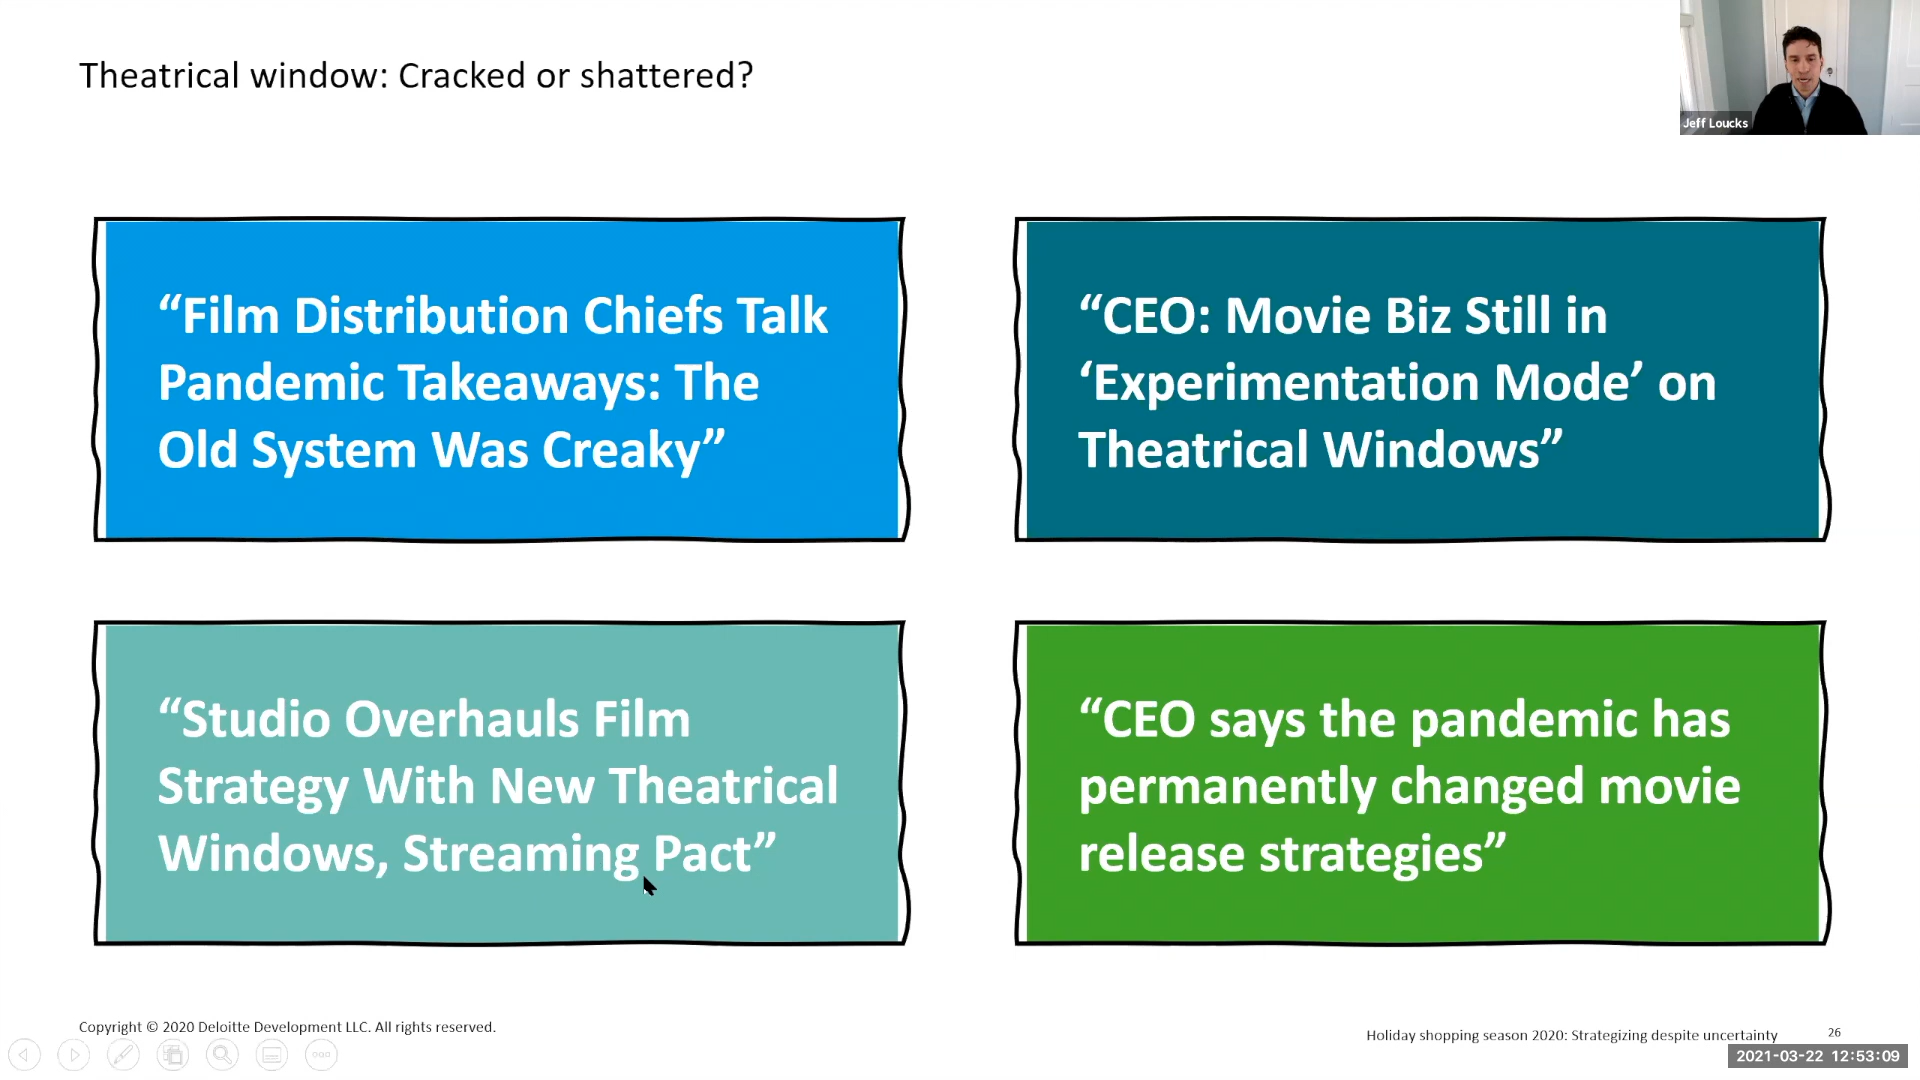 Theatrical window: Cracked or shattered?
Jeff Loucks
“Film Distribution Chiefs Talk
Pandemic Takeaways: The
Old System Was Creaky”
“CEO: Movie Biz Still in
‘Experimentation Mode’ on
Theatrical Windows”
“Studio Overhauls Film
Strategy With New Theatrical
Windows, Streaming Pact”
“CEO says the pandemic has
permanently changed movie
release strategies”
Copyright © 2020 Deloitte Development LLC. All rights reserved.
Holiday shopping season 2020: Strategizing despite uncertainty
26
2021-03-22 12:53:09